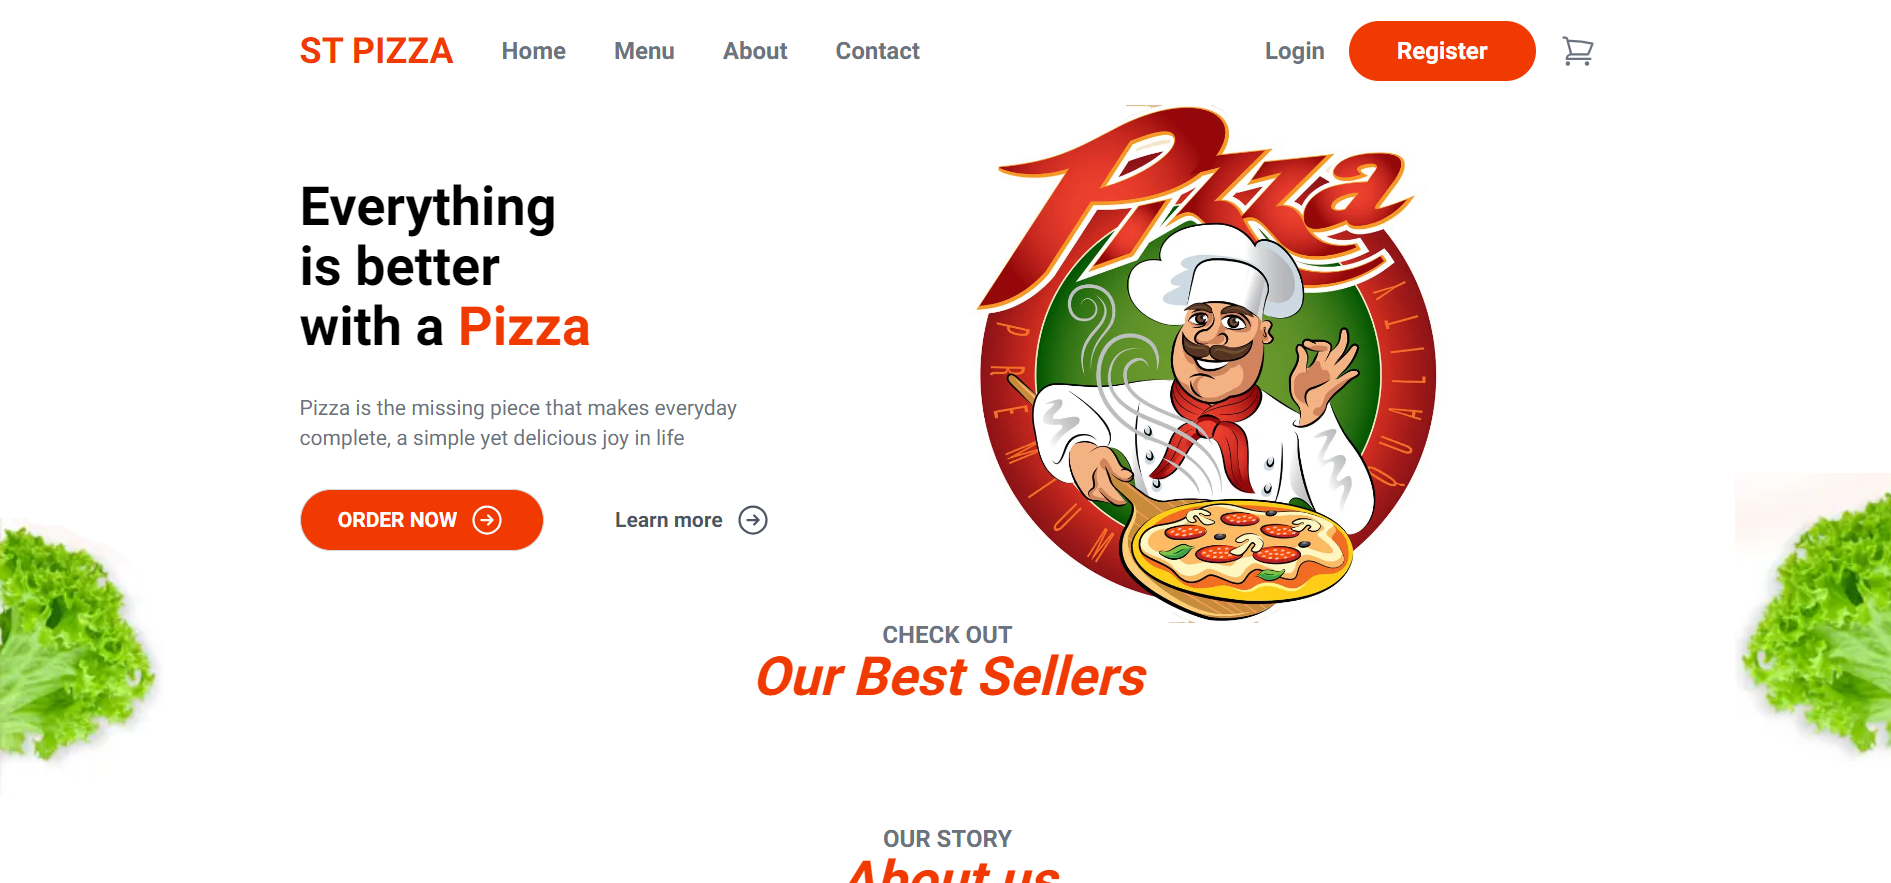 ST PIZZA
Home
Menu
About
Contact
Login
Register
Everything
is better
with a Pizza
Pizza is the missing piece that makes everyday
complete, a simple yet delicious joy in life
ORDER NOW
Learn more
Pizza
PREMIUM
QUALITY
CHECK OUT
Our Best Sellers
OUR STORY
About us